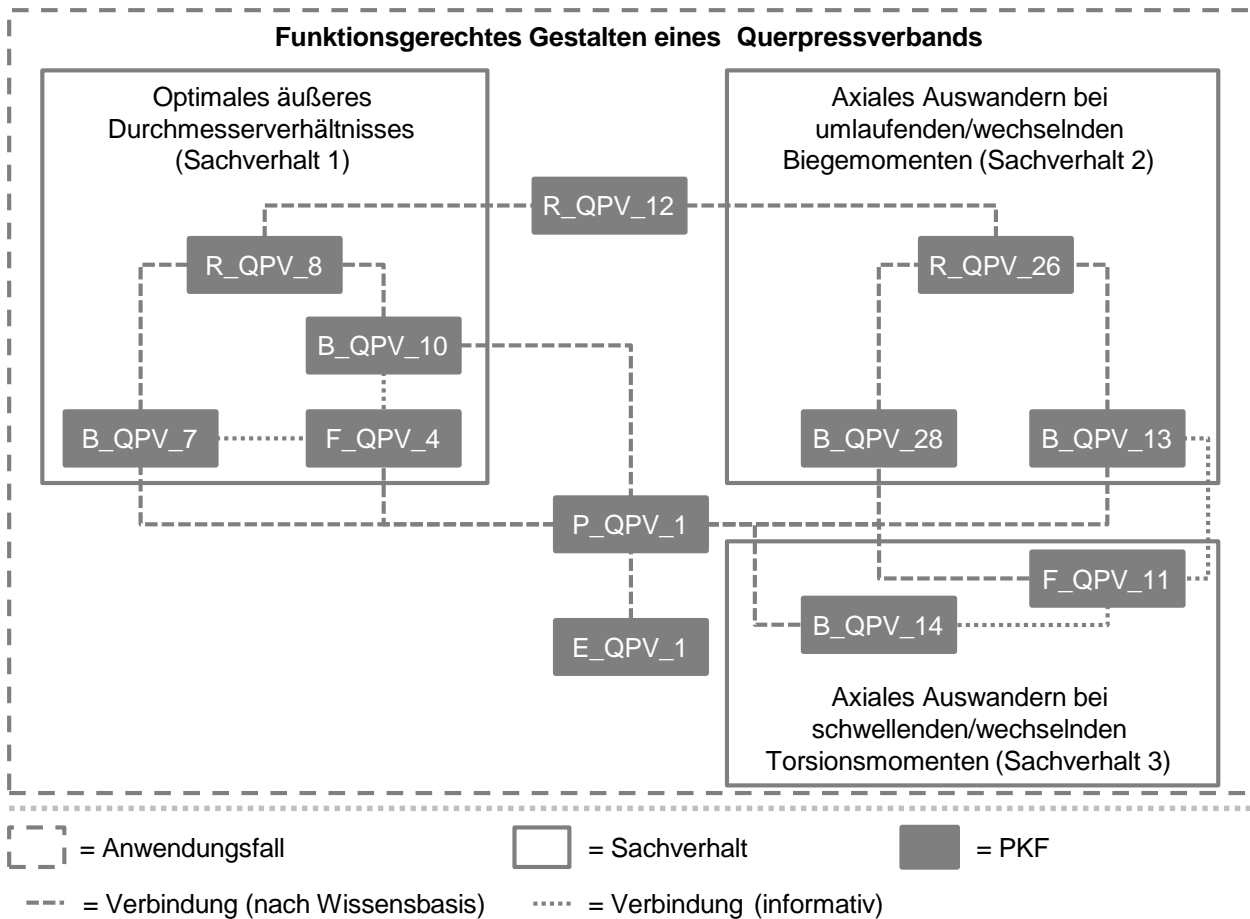 Funktionsgerechtes Gestalten eines Querpressverbands
Optimales äußeres
Durchmesserverhältnisses
(Sachverhalt 1)
Axiales Auswandern bei
umlaufenden/wechselnden
Biegemomenten (Sachverhalt 2)
R_QPV_12
R_QPV_8
R_QPV_26
B_QPV_10
B_QPV_7
F_QPV_4
B_QPV_28
B_QPV_13
P_QPV_1
F_QPV_11
B_QPV_14
E_QPV_1
Axiales Auswandern bei
schwellenden/wechselnden
Torsionsmomenten (Sachverhalt 3)
= Anwendungsfall
= Sachverhalt
= PKF
= Verbindung (nach Wissensbasis)
= Verbindung (informativ)